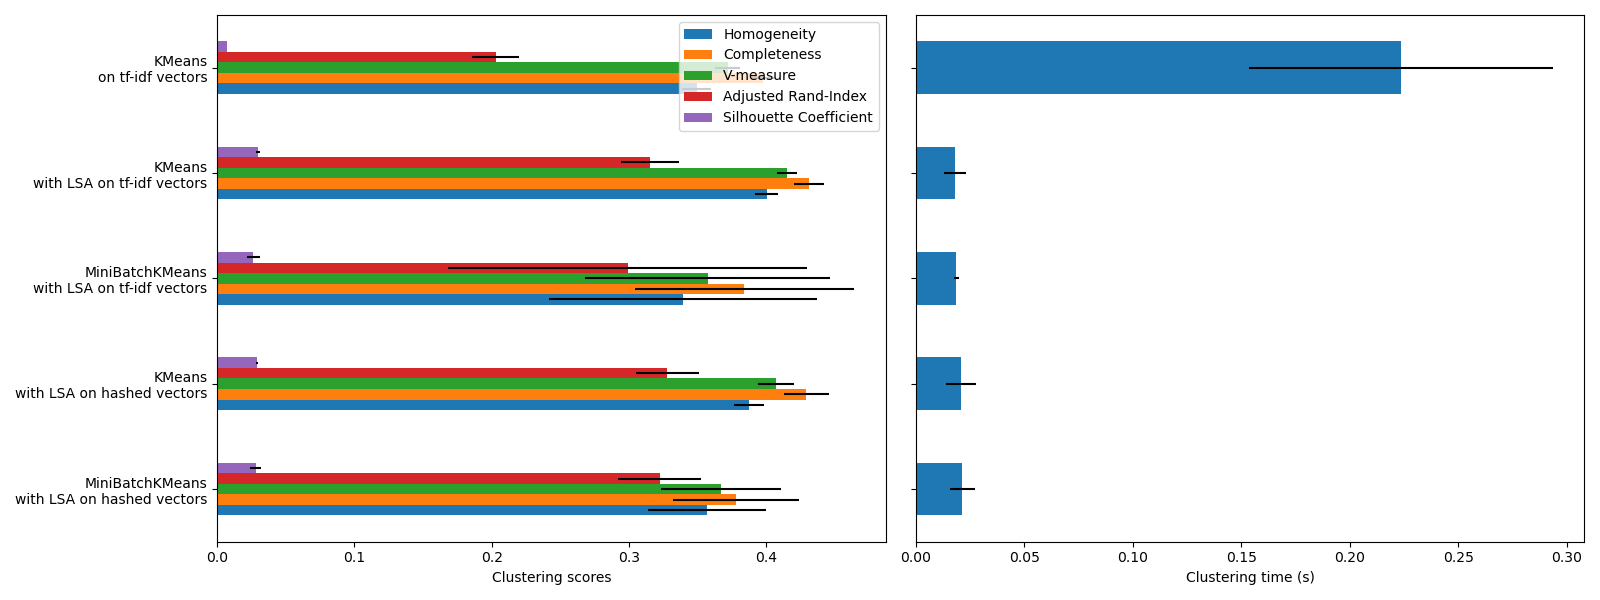 KMeans
on tf-idf vectors
KMeans
with LSA on tf-idf vectors
MiniBatchKMeans
with LSA on tf-idf vectors
KMeans
with LSA on hashed vectors
MiniBatchKMeans
with LSA on hashed vectors
Homogeneity
Completeness
V-measure
Adjusted Rand-Index
Silhouette Coefficient
0.0 0.1 0.2 0.3 0.4
Clustering scores
0.00 0.05 0.10 0.15 0.20 0.25 0.30
Clustering time (s)